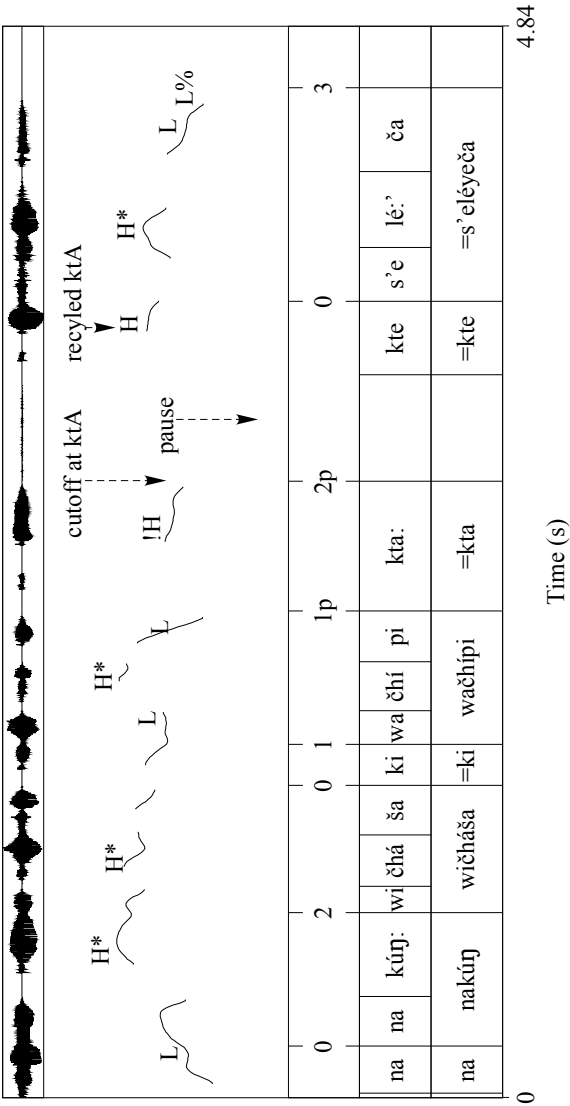 cutoff at ktA recyled ktA
L H* H* L H* L !H H H* L L%
pause
0 2 0 1 1p 2p 0 3
na na kúŋ: wi čhá ša ki wa čhí pi kta: kte s’e lé:’ ča
na nakúŋ wičháša =ki wačhípi =kta =kte =s’eléyeča
0 4.84
Time (s)